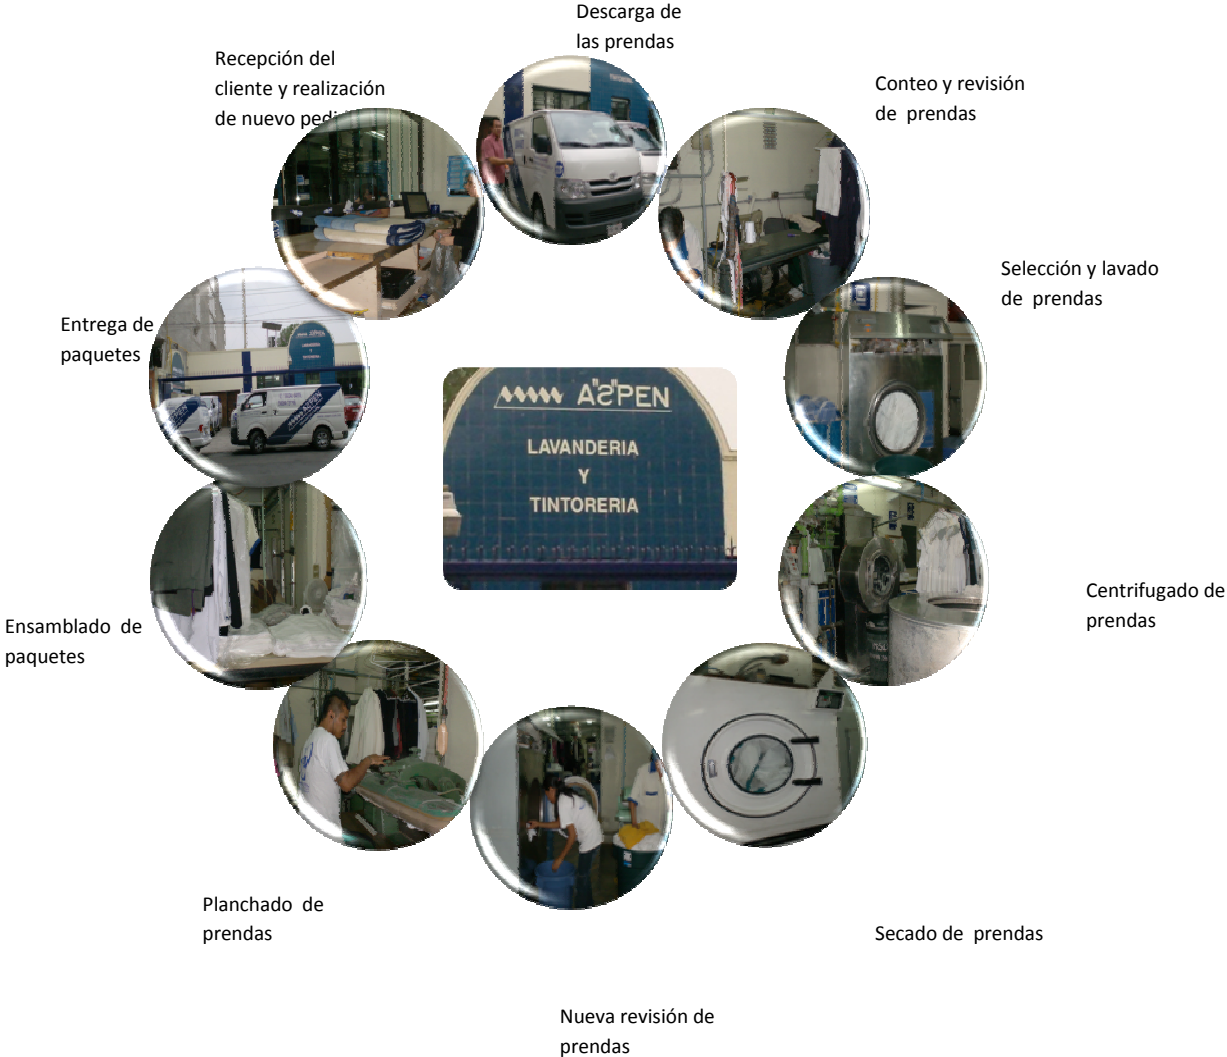 Descarga de
las prendas
Recepción del
cliente y realización
de nuevo
Conteo y revisión
de prendas
Selección y lavado
de prendas
Entrega de
paquetes
ASPEN
ASPEN
LAVANDERIA
Y
TINTORERIA
Centrifugado de
prendas
Ensamblado de
paquetes
Planchado de
prendas
Secado de prendas
Nueva revisión de
prendas